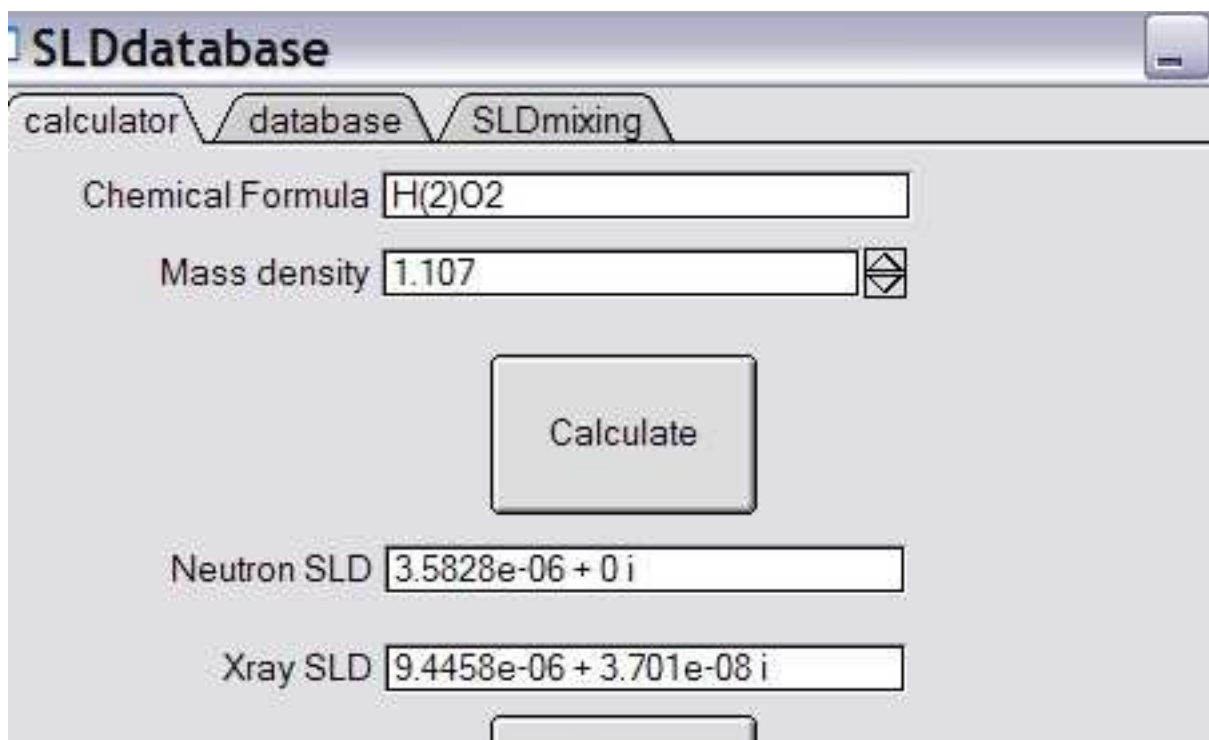 SLDdatabase
calculator database SLDmixing
Chemical Formula H(2)O2
Mass density 1.107
Calculate
Neutron SLD 3.5828e-06 + 0 i
Xray SLD 9.4458e-06 + 3.701e-08 i